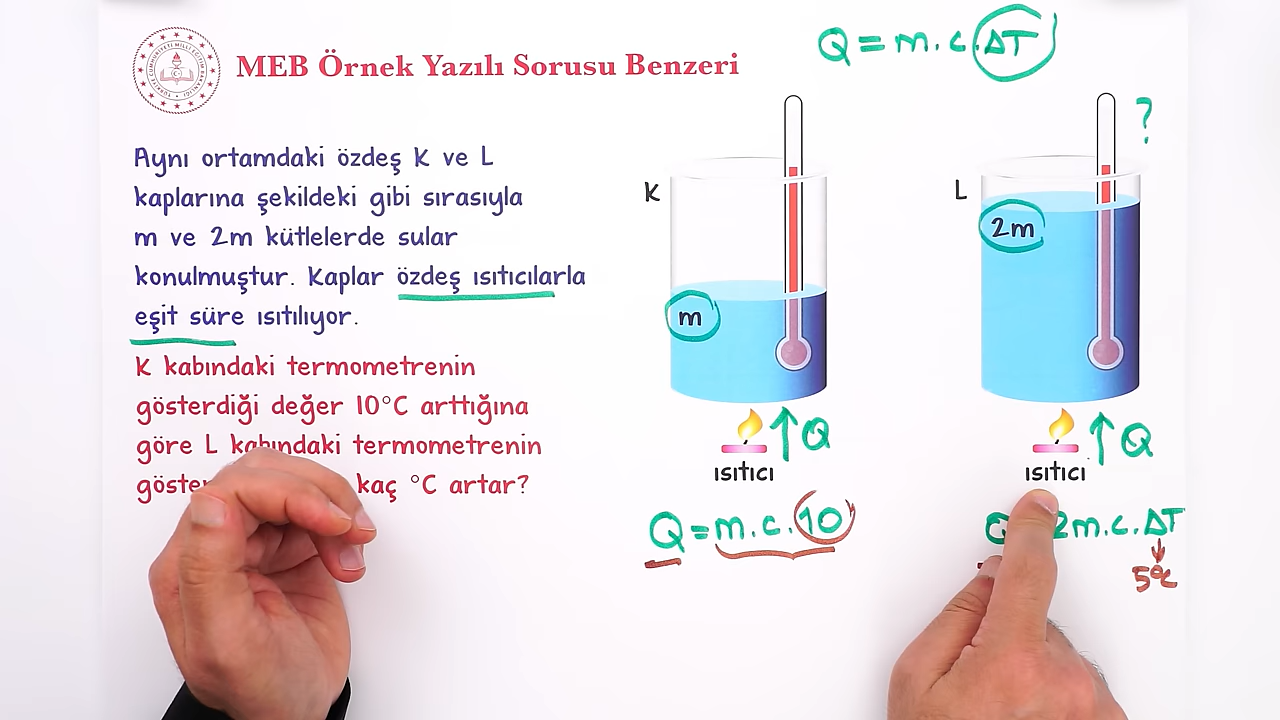 MEB Örnek Yazılı Sorusu Benzeri
Q = m.c.ΔT
Aynı ortamdaki özdeş K ve L
kaplarına şekildeki gibi sırasıyla
m ve 2m kütlelerde sular
konulmuştur. Kaplar özdeş ısıtıcılarla
eşit süre ısıtılıyor.
K kabındaki termometrenin
gösterdiği değer 10°C arttığına
göre L kabındaki termometrenin
kaç °C artar?
K
m
↑Q
ısıtıcı
Q=m.c.10
?
L
2m
↑Q
ısıtıcı
2m.c.ΔT
5°C